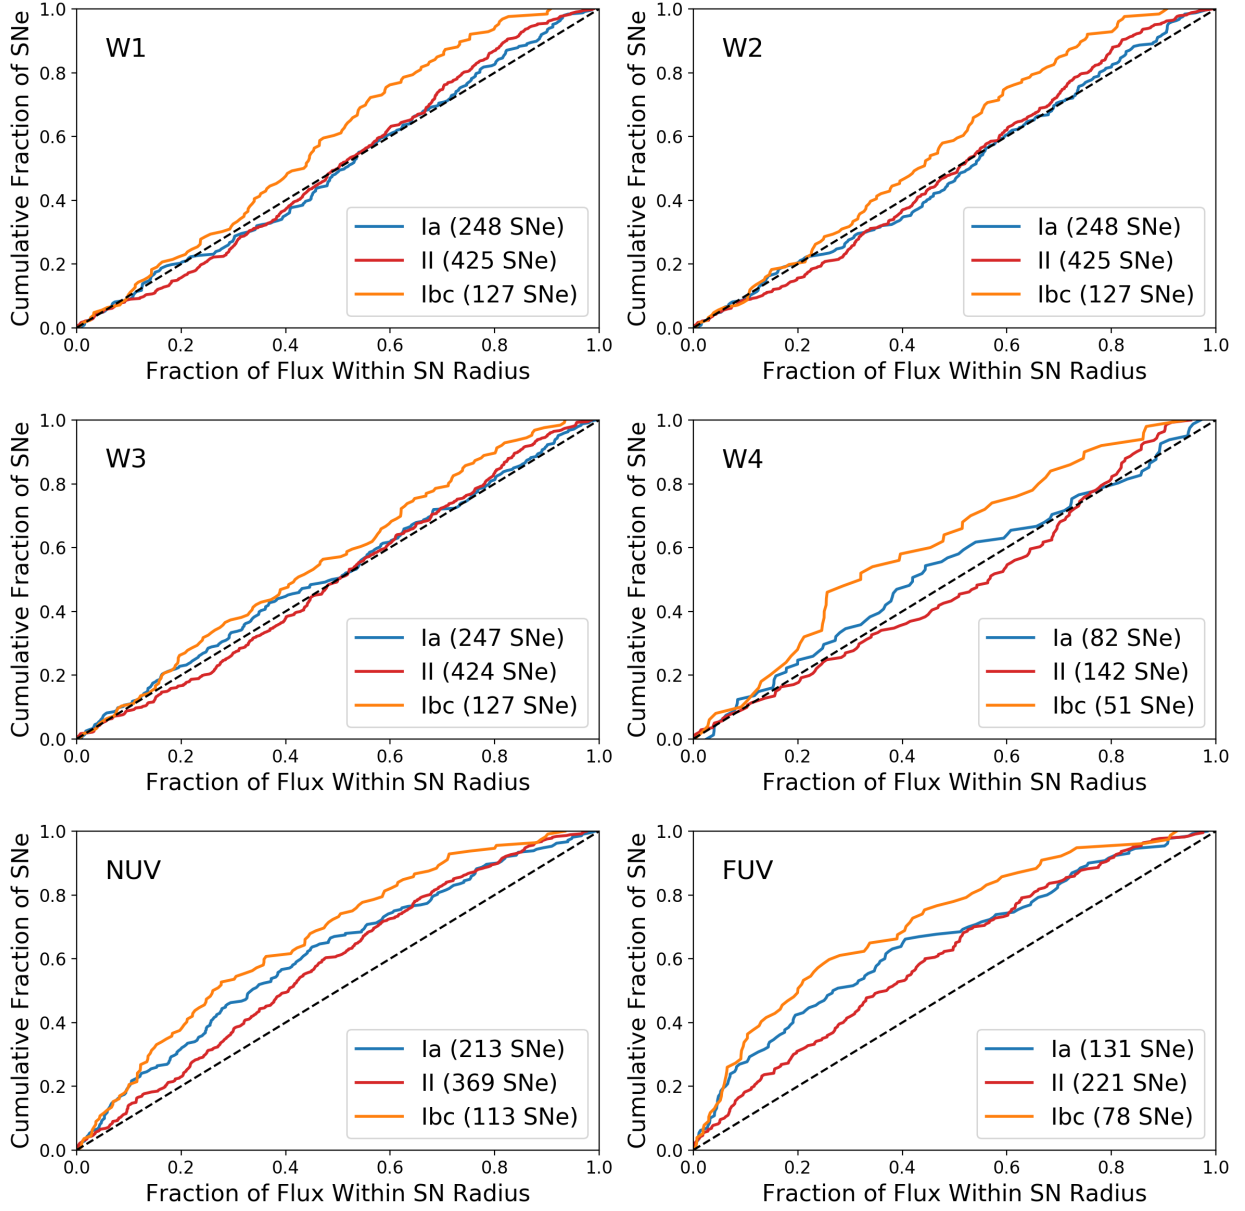 W1
Cumulative Fraction of SNe
1.0
0.8
0.6
0.4
0.2
0.0
Ia (248 SNe)
II (425 SNe)
Ibc (127 SNe)
0.0 0.2 0.4 0.6 0.8 1.0
Fraction of Flux Within SN Radius
W2
Cumulative Fraction of SNe
1.0
0.8
0.6
0.4
0.2
0.0
Ia (248 SNe)
II (425 SNe)
Ibc (127 SNe)
0.0 0.2 0.4 0.6 0.8 1.0
Fraction of Flux Within SN Radius
W3
Cumulative Fraction of SNe
1.0
0.8
0.6
0.4
0.2
0.0
Ia (247 SNe)
II (424 SNe)
Ibc (127 SNe)
0.0 0.2 0.4 0.6 0.8 1.0
Fraction of Flux Within SN Radius
W4
Cumulative Fraction of SNe
1.0
0.8
0.6
0.4
0.2
0.0
Ia (82 SNe)
II (142 SNe)
Ibc (51 SNe)
0.0 0.2 0.4 0.6 0.8 1.0
Fraction of Flux Within SN Radius
NUV
Cumulative Fraction of SNe
1.0
0.8
0.6
0.4
0.2
0.0
Ia (213 SNe)
II (369 SNe)
Ibc (113 SNe)
0.0 0.2 0.4 0.6 0.8 1.0
Fraction of Flux Within SN Radius
FUV
Cumulative Fraction of SNe
1.0
0.8
0.6
0.4
0.2
0.0
Ia (131 SNe)
II (221 SNe)
Ibc (78 SNe)
0.0 0.2 0.4 0.6 0.8 1.0
Fraction of Flux Within SN Radius